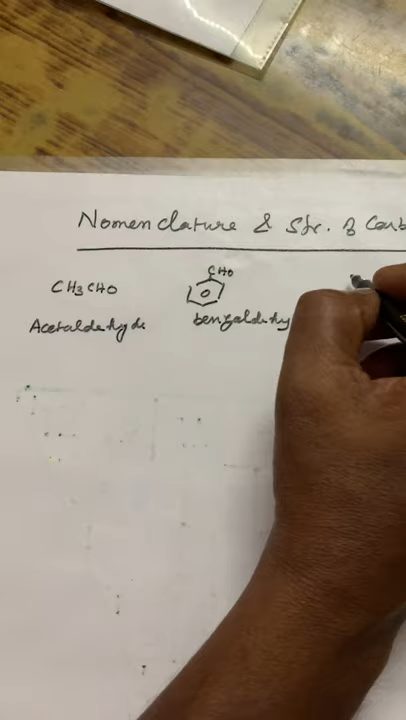 Nomenclature & Str. of Carb
CHO
CH3CHO
Acetaldehyde benzaldehy